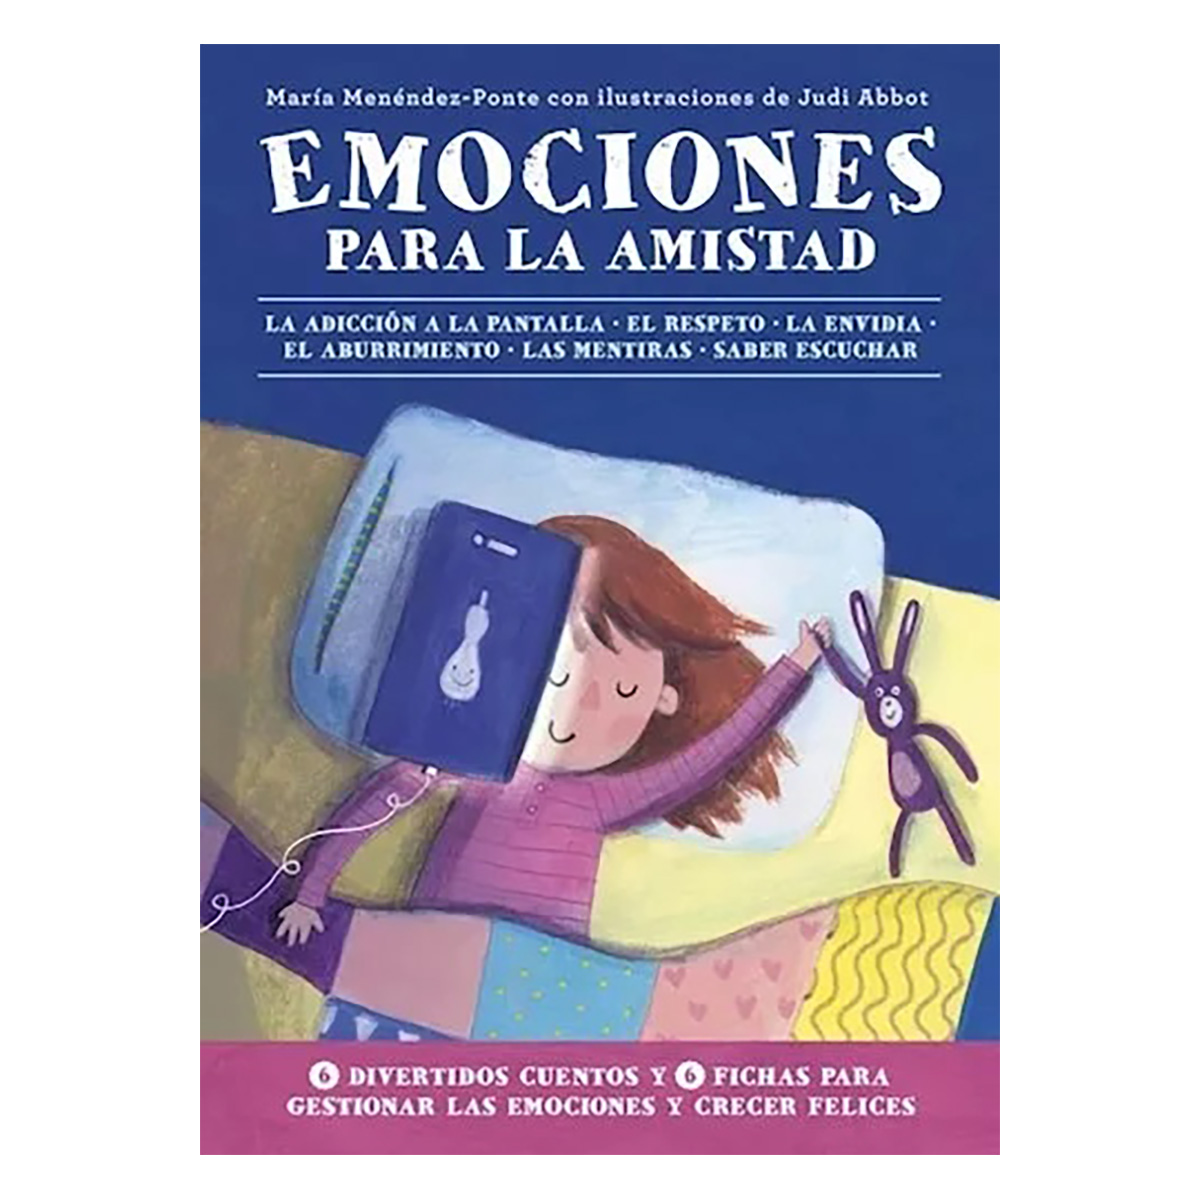 María Menéndez-Ponte con ilustraciones de Judi Abbot
EMOCIONES
PARA LA AMISTAD
LA ADICCIÓN A LA PANTALLA · EL RESPETO · LA ENVIDIA ·
EL ABURRIMIENTO · LAS MENTIRAS · SABER ESCUCHAR
6 DIVERTIDOS CUENTOS Y 6 FICHAS PARA
GESTIONAR LAS EMOCIONES Y CRECER FELICES